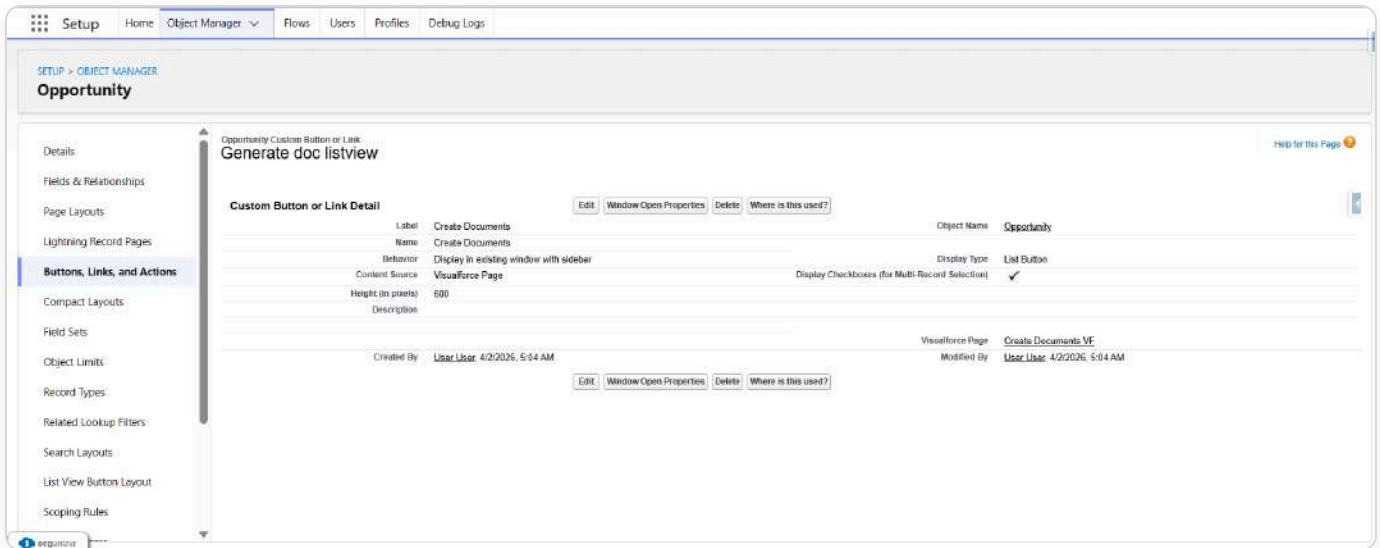 Setup Home Object Manager Flows Users Profiles Debug Logs
SETUP > OBJECT MANAGER
Opportunity
Details
Fields & Relationships
Page Layouts
Lightning Record Pages
Buttons, Links, and Actions
Compact Layouts
Field Sets
Object Limits
Record Types
Related Lookup Filters
Search Layouts
List View Button Layout
Scoping Rules
organizer
Opportunity Custom Button or Link
Generate doc listview
Help for this Page
Custom Button or Link Detail
Edit Window Open Properties Delete Where is this used?
Label Create Documents Object Name Opportunity
Name Create Documents
Behavior Display in existing window with sidebar Display Type List Button
Content Source Visualforce Page Display Checkboxes (for Multi-Record Selection) ✓
Height (in pixels) 600
Description
Visualforce Page Create Documents VF
Created By User User, 4/2/2026, 5:04 AM Modified By User User, 4/2/2026, 5:04 AM
Edit Window Open Properties Delete Where is this used?